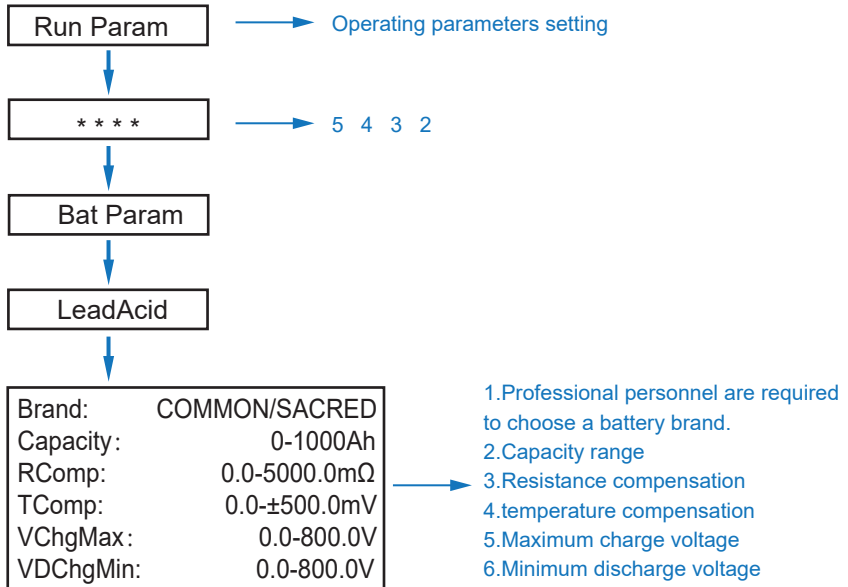 Run Param
Operating parameters setting
* * * *
5 4 3 2
Bat Param
LeadAcid
Brand: COMMON/SACRED
Capacity: 0-1000Ah
RComp: 0.0-5000.0mΩ
TComp: 0.0-±500.0mV
VChgMax: 0.0-800.0V
VDChgMin: 0.0-800.0V
1.Professional personnel are required
to choose a battery brand.
2.Capacity range
3.Resistance compensation
4.temperature compensation
5.Maximum charge voltage
6.Minimum discharge voltage